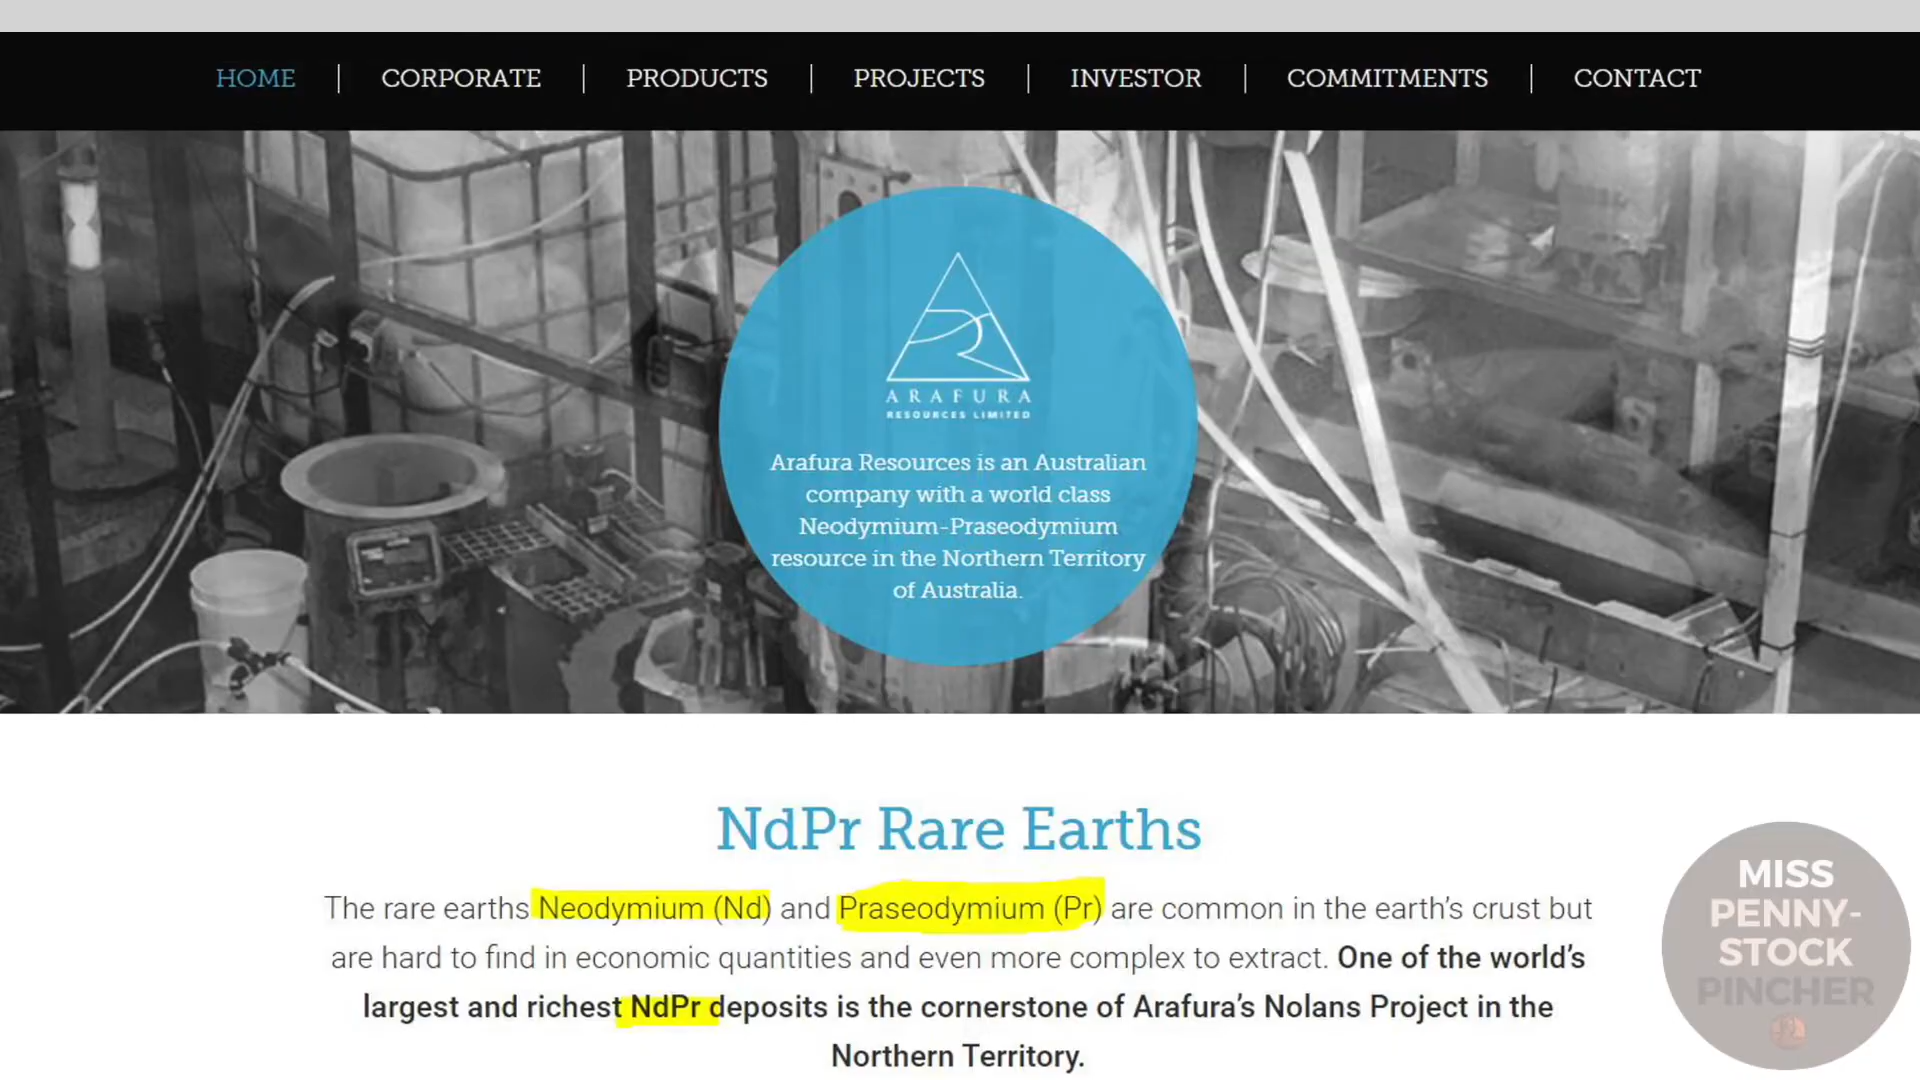 HOME | CORPORATE | PRODUCTS | PROJECTS | INVESTOR | COMMITMENTS | CONTACT
ARAFURA
RESOURCES LIMITED
Arafura Resources is an Australian
company with a world class
Neodymium-Praseodymium
resource in the Northern Territory
of Australia.
NdPr Rare Earths
The rare earths Neodymium (Nd) and Praseodymium (Pr) are common in the earth’s crust but
are hard to find in economic quantities and even more complex to extract. One of the world’s
largest and richest NdPr deposits is the cornerstone of Arafura’s Nolans Project in the
Northern Territory.
MISS
PENNY-
STOCK
PINCHER